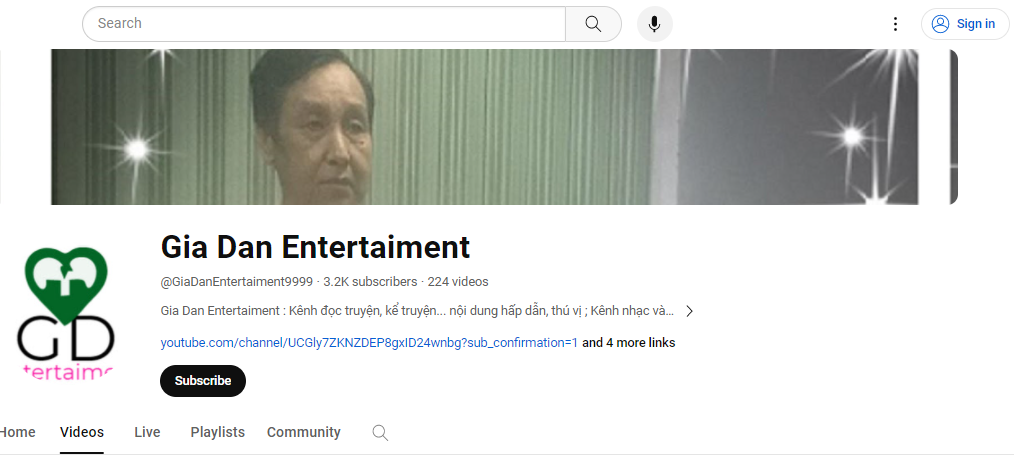 Search
Sign in
Gia Dan Entertaiment
@GiaDanEntertaiment9999 · 3.2K subscribers · 224 videos
Gia Dan Entertaiment : Kênh đọc truyện, kể truyện... nội dung hấp dẫn, thú vị ; Kênh nhạc và...
GD
tertaime
youtube.com/channel/UCGly7ZKNZDEP8gxID24wnbg?sub_confirmation=1 and 4 more links
Subscribe
Home Videos Live Playlists Community